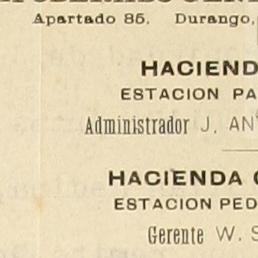 Apartado 85. Durango,
HACIEND
ESTACION PA
Administrador J. AN
HACIENDA
ESTACION PED
Gerente W. S